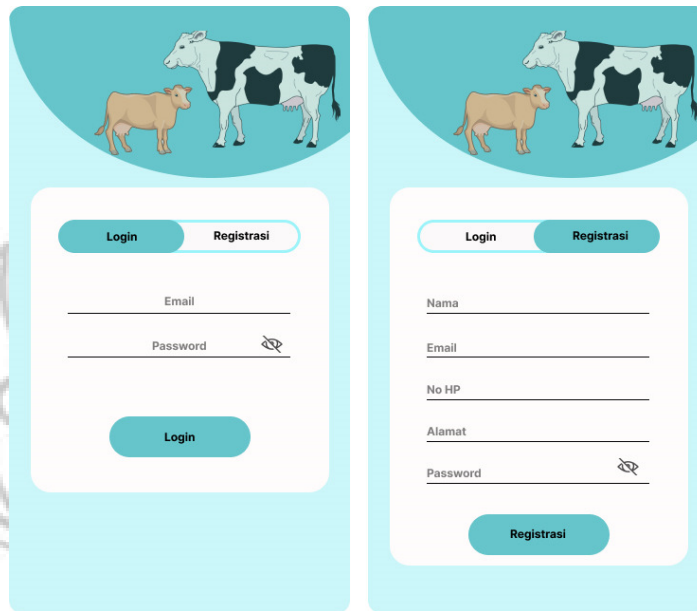 Login Registrasi
Email
Password
Login
Login Registrasi
Nama
Email
No HP
Alamat
Password
Registrasi